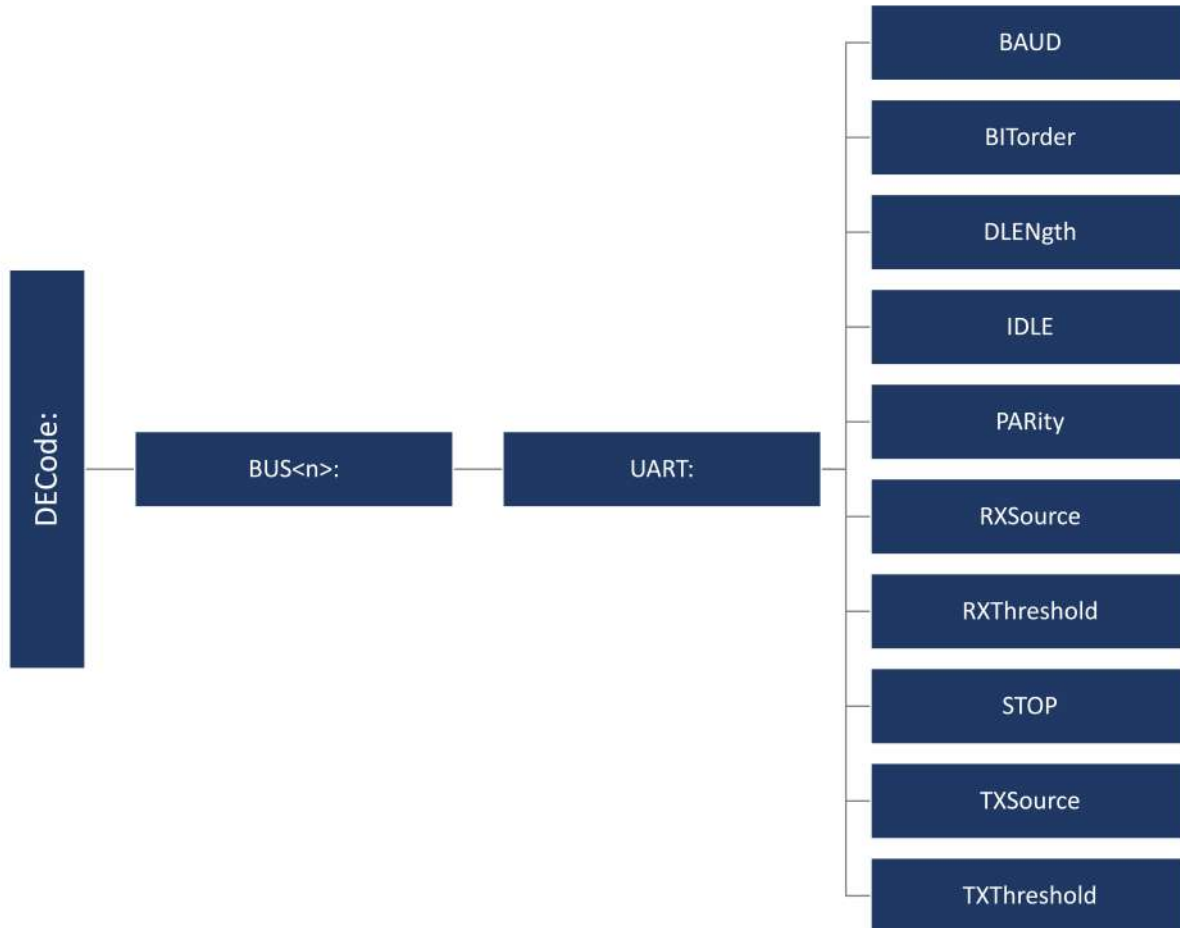 DECode:
BUS<n>:
UART:
BAUD
BITorder
DLENgth
IDLE
PARity
RXSource
RXThreshold
STOP
TXSource
TXThreshold